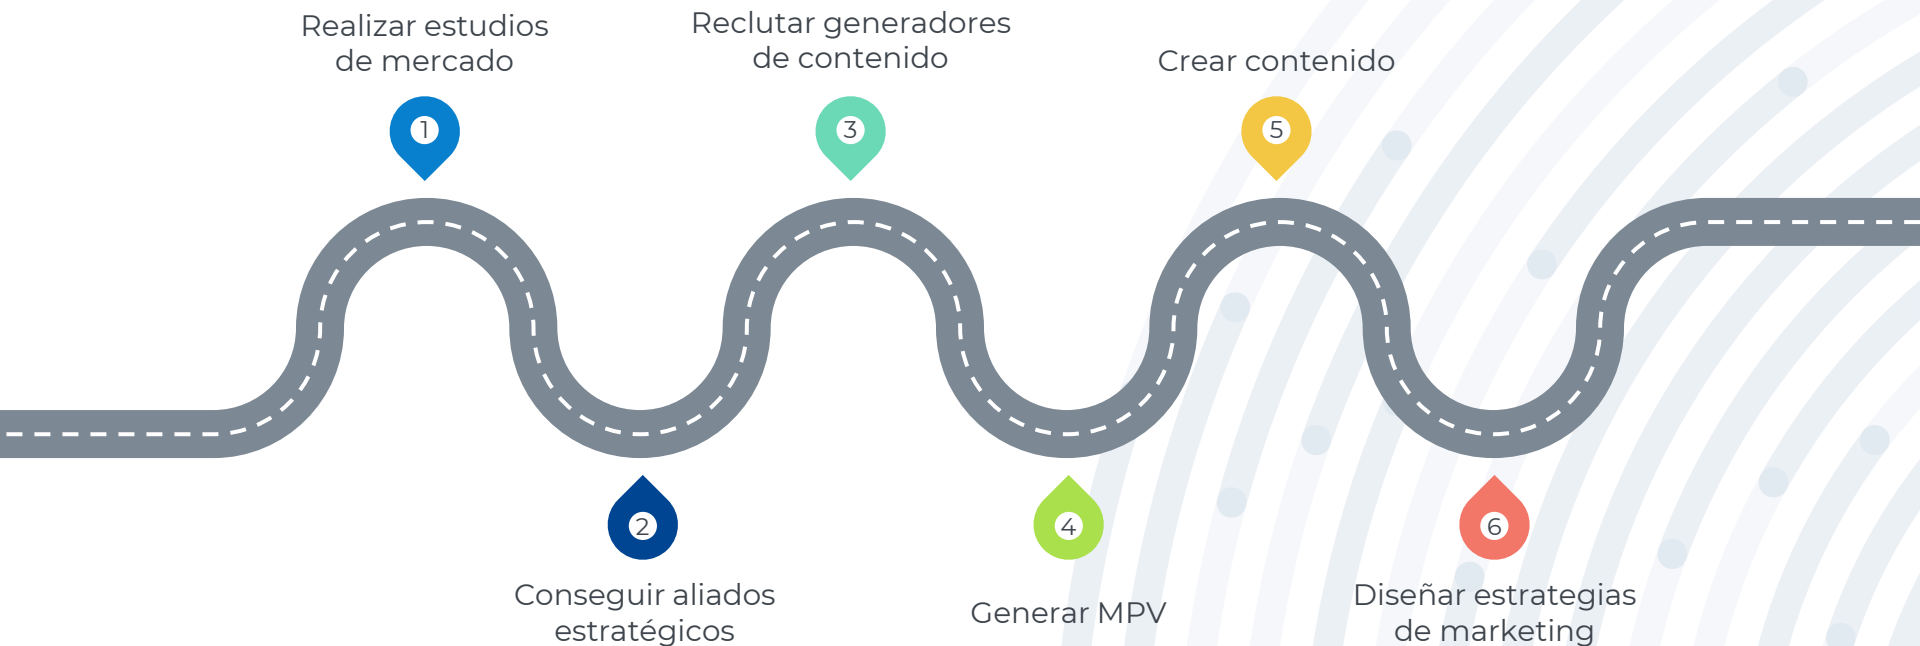 Realizar estudios
de mercado
1
2
Conseguir aliados
estratégicos
Reclutar generadores
de contenido
3
4
Generar MPV
Crear contenido
5
6
Diseñar estrategias
de marketing